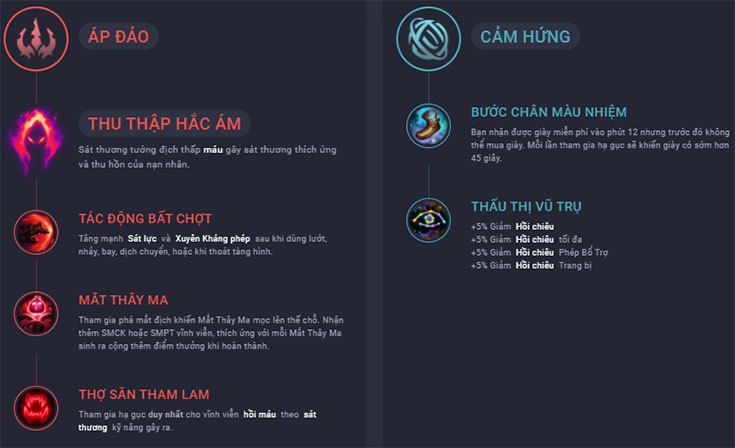 ÁP ĐẢO
THU THẬP HẮC ÁM
Sát thương tướng địch thấp máu gây sát thương thích ứng
và thu hồn của nạn nhân.
TÁC ĐỘNG BẤT CHỢT
Tăng mạnh Sát lực và Xuyên Kháng phép sau khi dùng lướt,
nhảy, bay, dịch chuyển, hoặc khi thoát tàng hình.
MẮT THÂY MA
Tham gia phá mắt địch khiến Mắt Thây Ma mọc lên thế chỗ. Nhận
thêm SMCK hoặc SMPT vĩnh viễn, thích ứng với mỗi Mắt Thây Ma
sinh ra cộng thêm điểm thưởng khi hoàn thành.
THỢ SĂN THAM LAM
Tham gia hạ gục duy nhất cho vĩnh viễn hồi máu theo sát
thương kỹ năng gây ra.
CẢM HỨNG
BƯỚC CHÂN MÀU NHIỆM
Bạn nhận được giày miễn phí vào phút 12 nhưng trước đó không
thể mua giày. Mỗi lần tham gia hạ gục sẽ khiến giày có sớm hơn
45 giây.
THẤU THỊ VŨ TRỤ
+5% Giảm Hồi chiêu
+5% Giảm Hồi chiêu tối đa
+5% Giảm Hồi chiêu Phép Bổ Trợ
+5% Giảm Hồi chiêu Trang bị